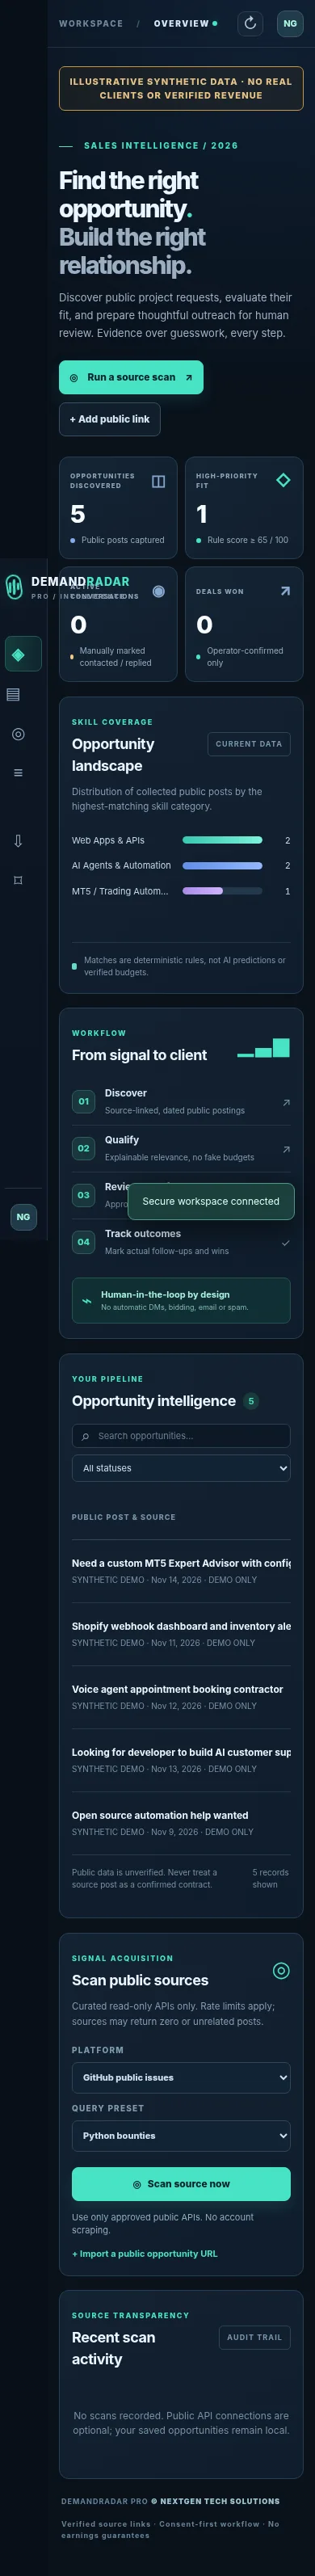 WORKSPACE / OVERVIEW
NG
ILLUSTRATIVE SYNTHETIC DATA · NO REAL
CLIENTS OR VERIFIED REVENUE
SALES INTELLIGENCE / 2026
Find the right
opportunity.
Build the right
relationship.
Discover public project requests, evaluate their
fit, and prepare thoughtful outreach for human
review. Evidence over guesswork, every step.
Run a source scan
+ Add public link
OPPORTUNITIES
DISCOVERED
5
Public posts captured
HIGH-PRIORITY
FIT
1
Rule score ≥ 65 / 100
DEMANDRADAR
PRO /
ACTIVE
CONVERSATIONS
0
Manually marked
contacted / replied
DEALS WON
0
Operator-confirmed
only
SKILL COVERAGE
Opportunity
landscape
CURRENT DATA
Distribution of collected public posts by the
highest-matching skill category.
Web Apps & APIs 2
AI Agents & Automation 2
MT5 / Trading Autom... 1
Matches are deterministic rules, not AI predictions or
verified budgets.
WORKFLOW
From signal to client
01 Discover
Source-linked, dated public postings
02 Qualify
Explainable relevance, no fake budgets
03
Secure workspace connected
04 Track outcomes
Mark actual follow-ups and wins
NG
Human-in-the-loop by design
No automatic DMs, bidding, email or spam.
YOUR PIPELINE
Opportunity intelligence 5
Search opportunities...
All statuses
PUBLIC POST & SOURCE
Need a custom MT5 Expert Advisor with config
SYNTHETIC DEMO · Nov 14, 2026 · DEMO ONLY
Shopify webhook dashboard and inventory ale
SYNTHETIC DEMO · Nov 11, 2026 · DEMO ONLY
Voice agent appointment booking contractor
SYNTHETIC DEMO · Nov 12, 2026 · DEMO ONLY
Looking for developer to build AI customer sup
SYNTHETIC DEMO · Nov 13, 2026 · DEMO ONLY
Open source automation help wanted
SYNTHETIC DEMO · Nov 9, 2026 · DEMO ONLY
Public data is unverified. Never treat a
source post as a confirmed contract.
5 records
shown
SIGNAL ACQUISITION
Scan public sources
Curated read-only APIs only. Rate limits apply;
sources may return zero or unrelated posts.
PLATFORM
GitHub public issues
QUERY PRESET
Python bounties
Scan source now
Use only approved public APIs. No account
scraping.
+ Import a public opportunity URL
SOURCE TRANSPARENCY
Recent scan
activity
AUDIT TRAIL
No scans recorded. Public API connections are
optional; your saved opportunities remain local.
DEMANDRADAR PRO © NEXTGEN TECH SOLUTIONS
Verified source links · Consent-first workflow · No
earnings guarantees